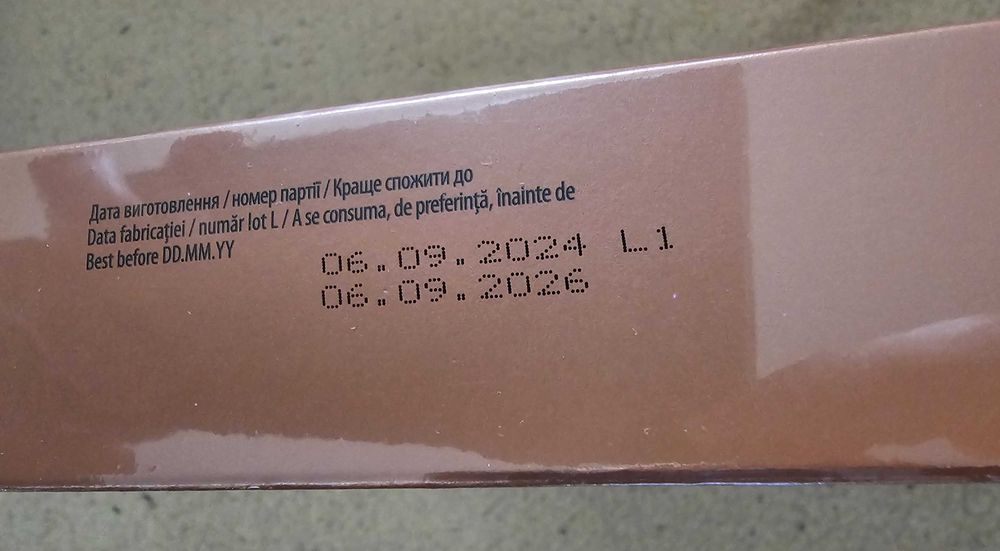 Дата виготовлення / номер партії / Краще спожити до
Data fabricației / număr lot L / A se consuma, de preferință, înainte de
Best before DD.MM.YY
06.09.2024 L1
06.09.2026